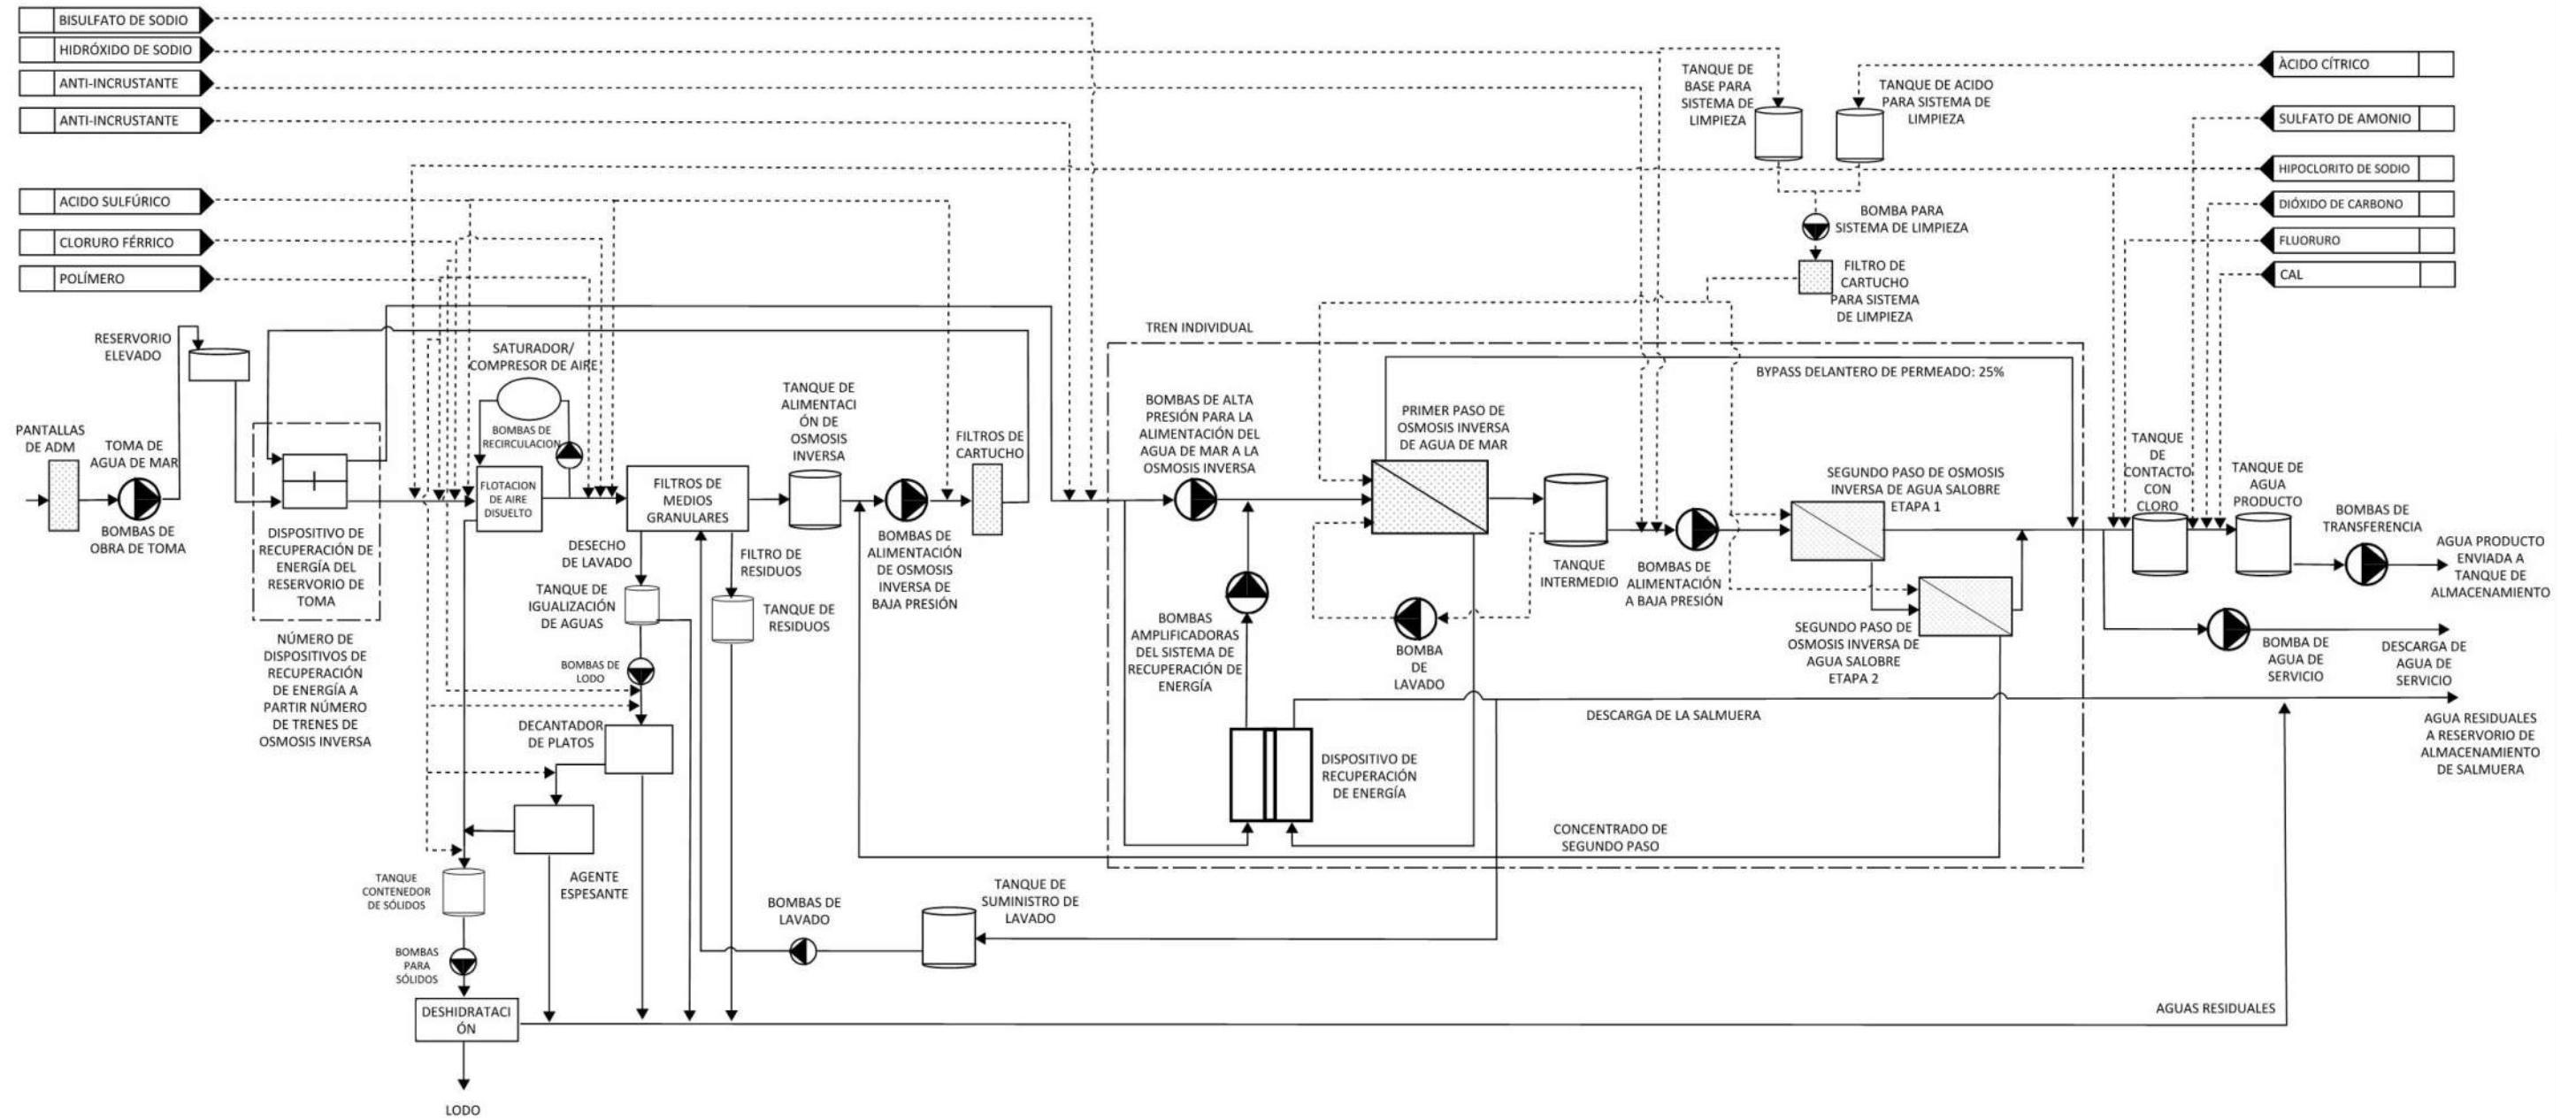 BISULFATO DE SODIO
HIDRÓXIDO DE SODIO
ANTI-INCRUSTANTE
ANTI-INCRUSTANTE
ACIDO SULFÚRICO
CLORURO FÉRRICO
POLÍMERO
ÀCIDO CÍTRICO
SULFATO DE AMONIO
HIPOCLORITO DE SODIO
DIÓXIDO DE CARBONO
FLUORURO
CAL
TANQUE DE
BASE PARA
SISTEMA DE
LIMPIEZA
TANQUE DE ACIDO
PARA SISTEMA DE
LIMPIEZA
BOMBA PARA
SISTEMA DE LIMPIEZA
FILTRO DE
CARTUCHO
PARA SISTEMA
DE LIMPIEZA
RESERVORIO
ELEVADO
PANTALLAS
DE ADM
TOMA DE
AGUA DE MAR
BOMBAS DE
OBRA DE TOMA
DISPOSITIVO DE
RECUPERACIÓN DE
ENERGÍA DEL
RESERVORIO DE
TOMA
NÚMERO DE
DISPOSITIVOS DE
RECUPERACIÓN
DE ENERGÍA A
PARTIR NÚMERO
DE TRENES DE
OSMOSIS INVERSA
SATURADOR/
COMPRESOR DE AIRE
BOMBAS DE
RECIRCULACION
FLOTACION
DE AIRE
DISUELTO
FILTROS DE
MEDIOS
GRANULARES
TANQUE DE
ALIMENTACI
ÓN DE
OSMOSIS
INVERSA
FILTROS DE
CARTUCHO
BOMBAS DE
ALIMENTACIÓN
DE OSMOSIS
INVERSA DE
BAJA PRESIÓN
DESECHO
DE LAVADO
FILTRO DE
RESIDUOS
TANQUE DE
IGUALIZACIÓN
DE AGUAS
TANQUE DE
RESIDUOS
BOMBAS DE
LODO
DECANTADOR
DE PLATOS
AGENTE
ESPESANTE
TANQUE
CONTENEDOR
DE SÓLIDOS
BOMBAS
PARA
SÓLIDOS
DESHIDRATACI
ÓN
LODO
BOMBAS DE
LAVADO
TANQUE DE
SUMINISTRO DE
LAVADO
TREN INDIVIDUAL
BOMBAS DE ALTA
PRESIÓN PARA LA
ALIMENTACIÓN DEL
AGUA DE MAR A LA
OSMOSIS INVERSA
PRIMER PASO DE
OSMOSIS INVERSA
DE AGUA DE MAR
BYPASS DELANTERO DE PERMEADO: 25%
TANQUE
INTERMEDIO
BOMBAS DE
ALIMENTACIÓN
A BAJA PRESIÓN
SEGUNDO PASO DE OSMOSIS
INVERSA DE AGUA SALOBRE
ETAPA 1
SEGUNDO PASO DE
OSMOSIS INVERSA DE
AGUA SALOBRE
ETAPA 2
BOMBAS
AMPLIFICADORAS
DEL SISTEMA DE
RECUPERACIÓN DE
ENERGÍA
BOMBA
DE
LAVADO
DISPOSITIVO DE
RECUPERACIÓN
DE ENERGÍA
DESCARGA DE LA SALMUERA
CONCENTRADO DE
SEGUNDO PASO
TANQUE
DE
CONTACTO
CON
CLORO
TANQUE DE
AGUA
PRODUCTO
BOMBAS DE
TRANSFERENCIA
AGUA PRODUCTO
ENVIADA A
TANQUE DE
ALMACENAMIENTO
BOMBA DE
AGUA DE
SERVICIO
DESCARGA DE
AGUA DE
SERVICIO
AGUA RESIDUALES
A RESERVORIO DE
ALMACENAMIENTO
DE SALMUERA
AGUAS RESIDUALES